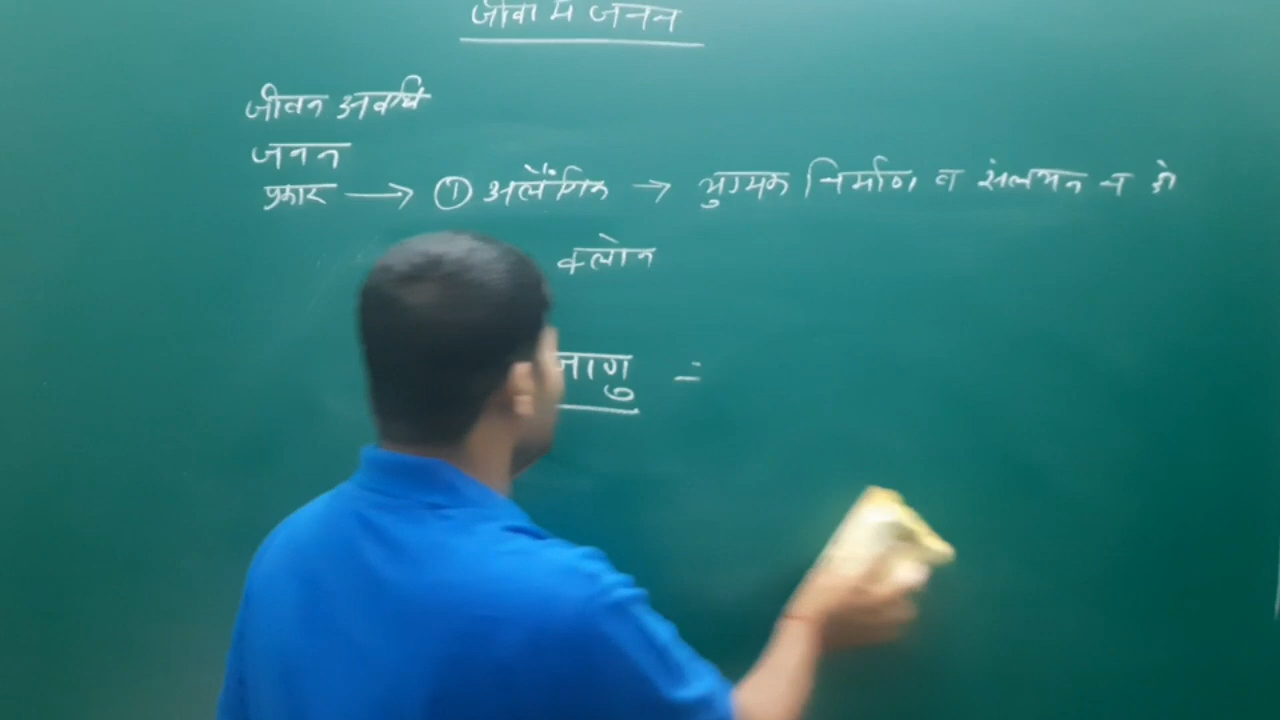 जीवों में जनन
जीवन अवधि
जनन
प्रकार → ① अलैंगिक → युग्मक निर्माण व संलयन न हो
क्लोन
जाणु =